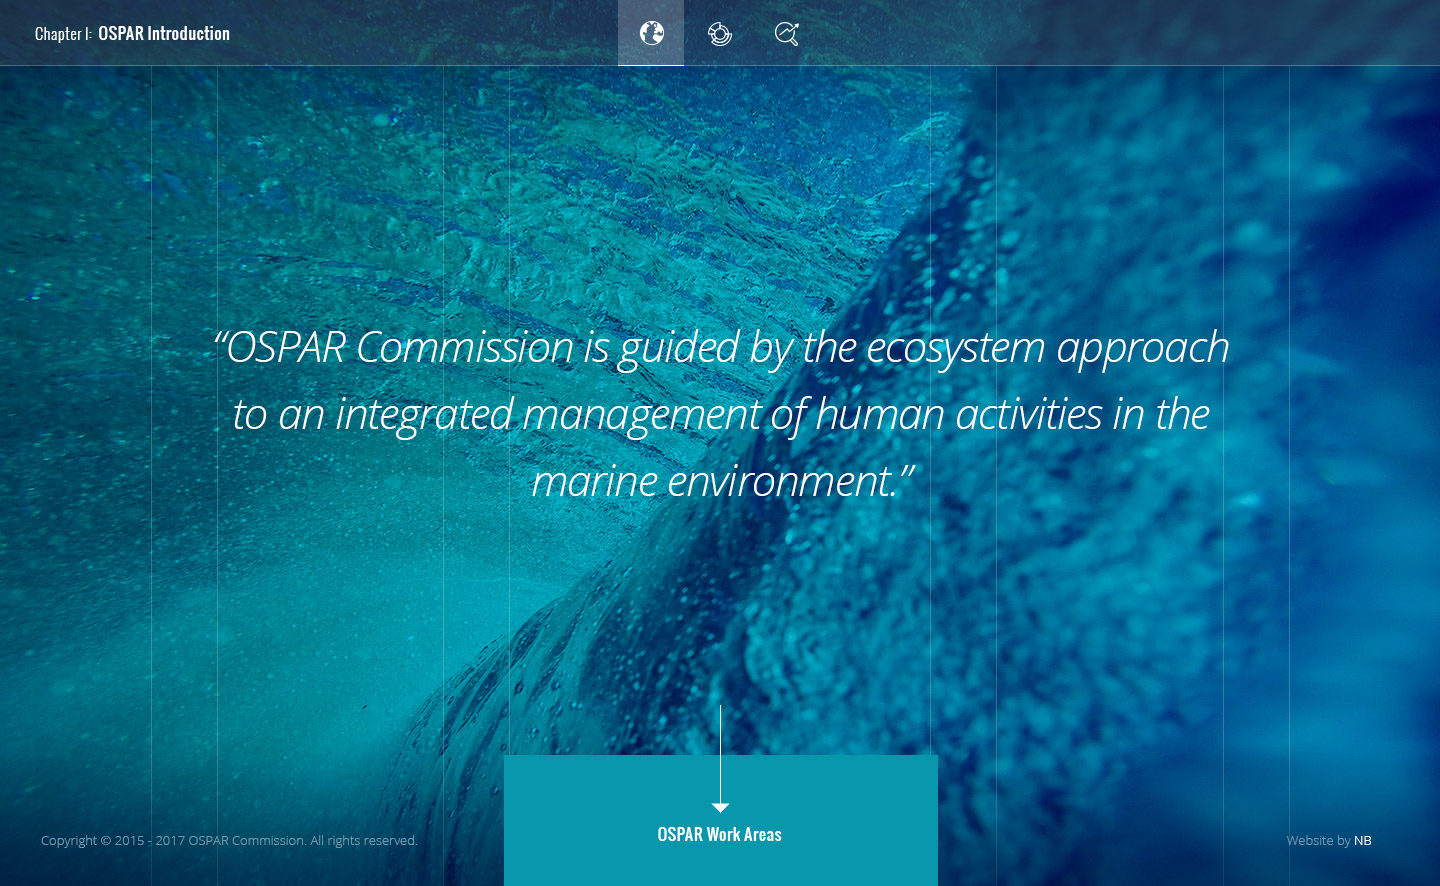 Chapter I: OSPAR Introduction
“OSPAR Commission is guided by the ecosystem approach
to an integrated management of human activities in the
marine environment.”
OSPAR Work Areas
Copyright © 2015 - 2017 OSPAR Commission. All rights reserved.
Website by NB